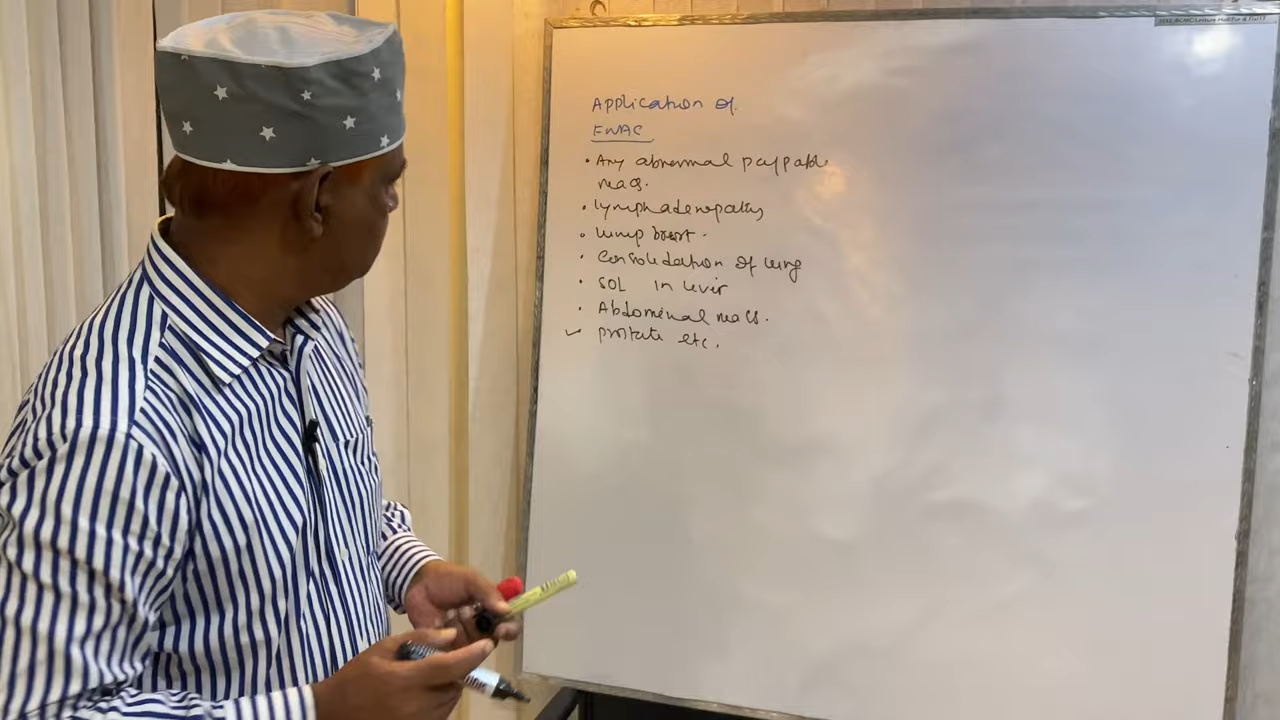 Application of
FNAC
• Any abnormal palpable
mass.
• lymphadenopathy
• lump breast.
• Consolidation of lung
• SOL in liver
• Abdominal mass.
✓ prostate etc.